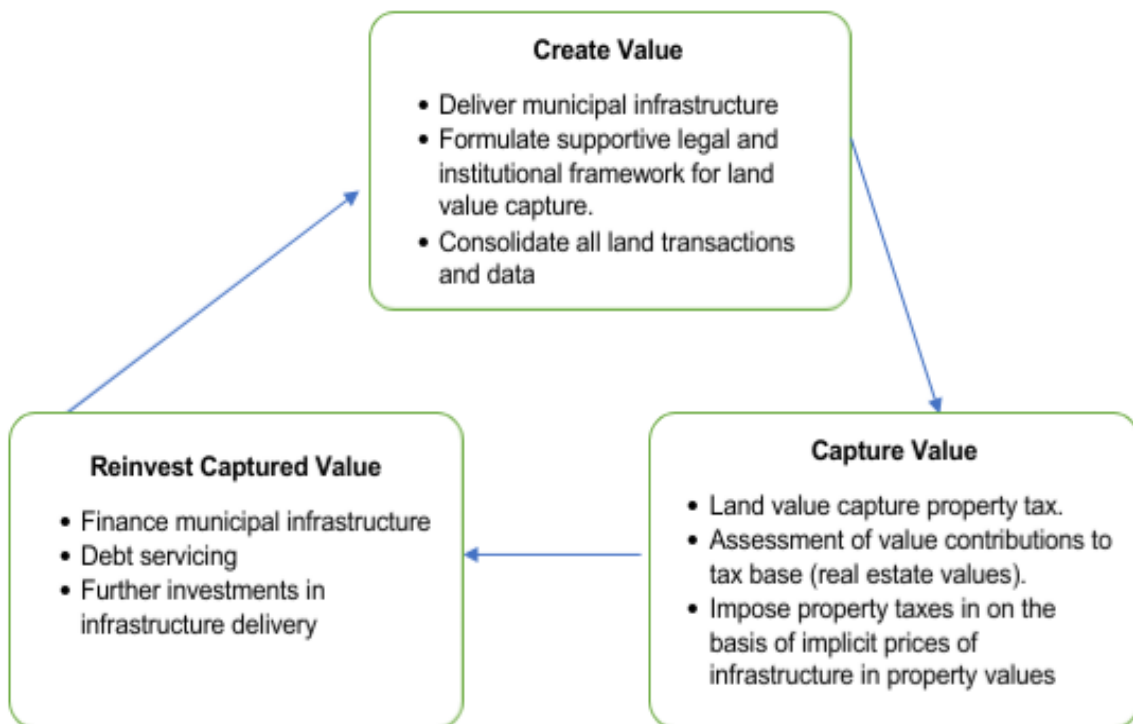 Create Value
• Deliver municipal infrastructure
• Formulate supportive legal and
institutional framework for land
value capture.
• Consolidate all land transactions
and data
Reinvest Captured Value
• Finance municipal infrastructure
• Debt servicing
• Further investments in
infrastructure delivery
Capture Value
• Land value capture property tax.
• Assessment of value contributions to
tax base (real estate values).
• Impose property taxes in on the
basis of implicit prices of
infrastructure in property values